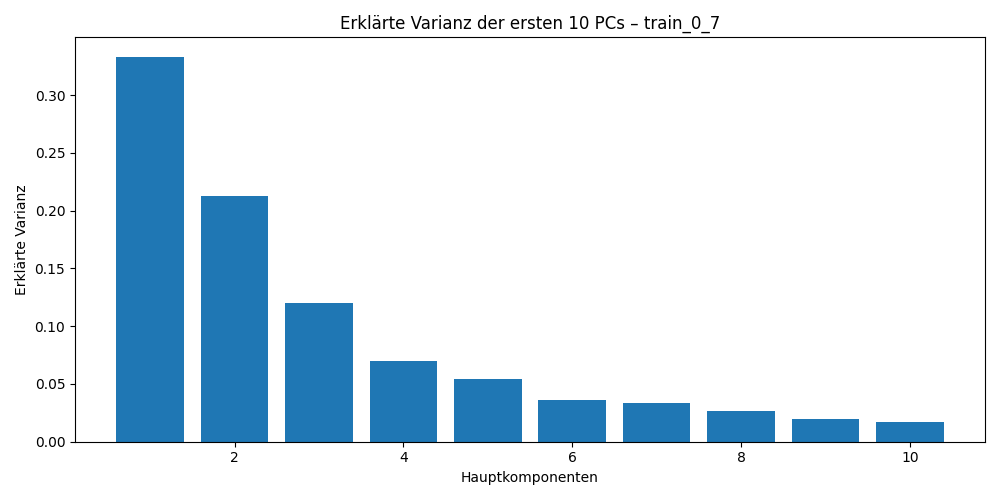 Erklärte Varianz der ersten 10 PCs – train_0_7
Erklärte Varianz
0.30
0.25
0.20
0.15
0.10
0.05
0.00
2 4 6 8 10
Hauptkomponenten